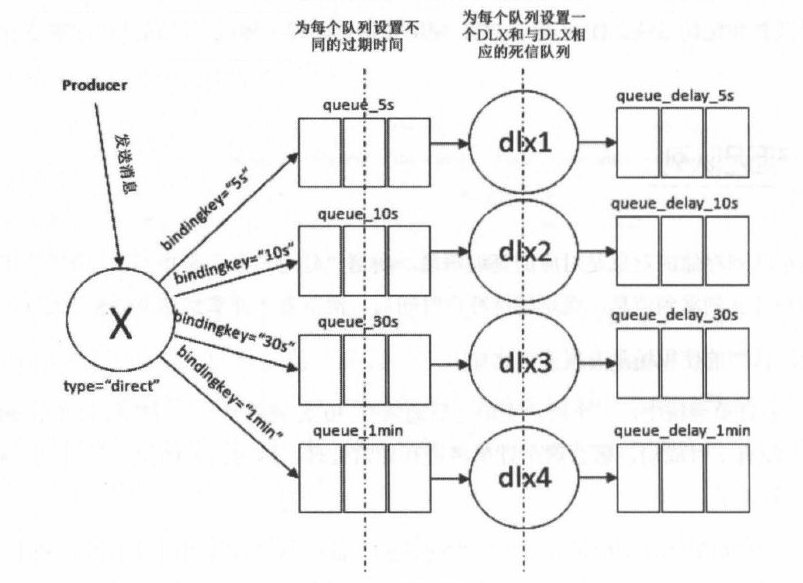 为每个队列设置不
同的过期时间
为每个队列设置一
个DLX和与DLX相
应的死信队列
Producer
发送消息
X
type="direct"
bindingkey="5s"
bindingkey="10s"
bindingkey="30s"
bindingkey="1min"
queue_5s
dlx1
queue_delay_5s
queue_10s
dlx2
queue_delay_10s
queue_30s
dlx3
queue_delay_30s
queue_1min
dlx4
queue_delay_1min